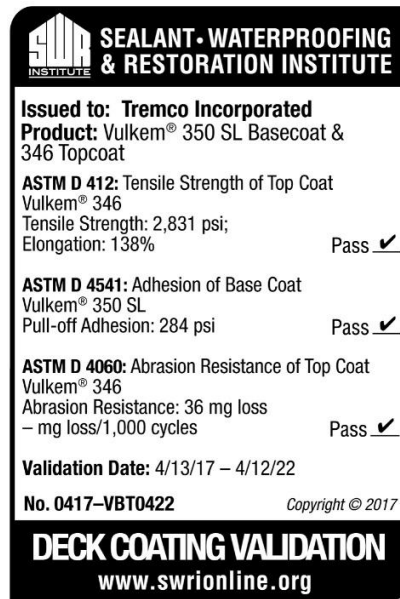 SWR
INSTITUTE
SEALANT • WATERPROOFING
& RESTORATION INSTITUTE
Issued to: Tremco Incorporated
Product: Vulkem® 350 SL Basecoat &
346 Topcoat
ASTM D 412: Tensile Strength of Top Coat
Vulkem® 346
Tensile Strength: 2,831 psi;
Elongation: 138%
Pass ✔
ASTM D 4541: Adhesion of Base Coat
Vulkem® 350 SL
Pull-off Adhesion: 284 psi
Pass ✔
ASTM D 4060: Abrasion Resistance of Top Coat
Vulkem® 346
Abrasion Resistance: 36 mg loss
– mg loss/1,000 cycles
Pass ✔
Validation Date: 4/13/17 – 4/12/22
No. 0417–VBT0422
Copyright © 2017
DECK COATING VALIDATION
www.swrionline.org